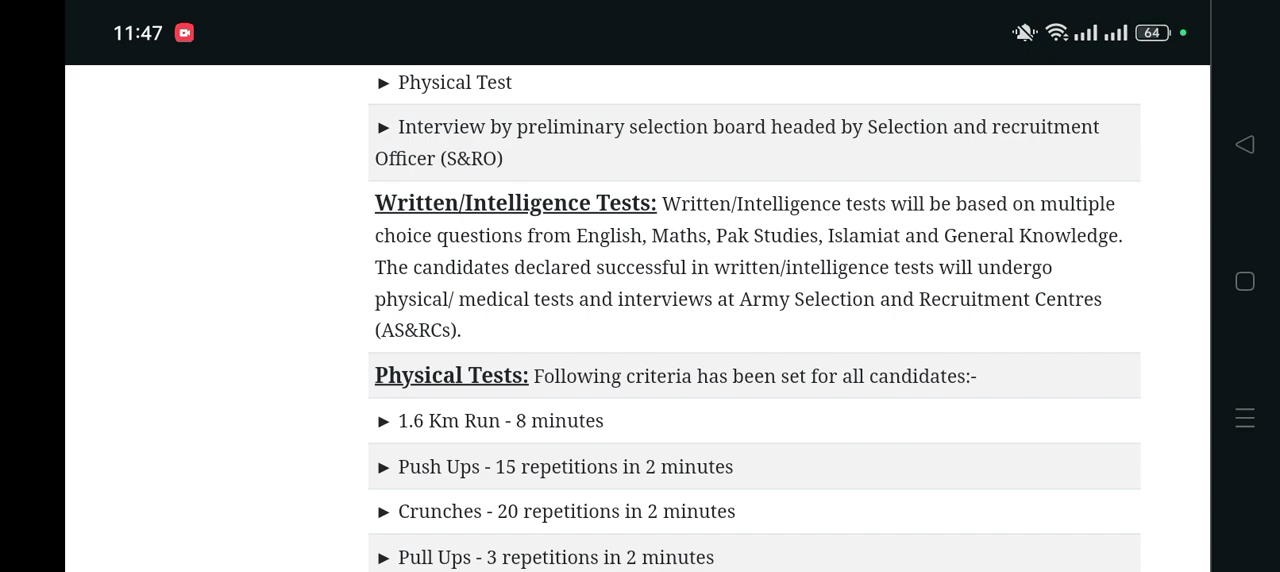 11:47
64
► Physical Test
► Interview by preliminary selection board headed by Selection and recruitment
Officer (S&RO)
Written/Intelligence Tests: Written/Intelligence tests will be based on multiple
choice questions from English, Maths, Pak Studies, Islamiat and General Knowledge.
The candidates declared successful in written/intelligence tests will undergo
physical/ medical tests and interviews at Army Selection and Recruitment Centres
(AS&RCs).
Physical Tests: Following criteria has been set for all candidates:-
► 1.6 Km Run - 8 minutes
► Push Ups - 15 repetitions in 2 minutes
► Crunches - 20 repetitions in 2 minutes
► Pull Ups - 3 repetitions in 2 minutes